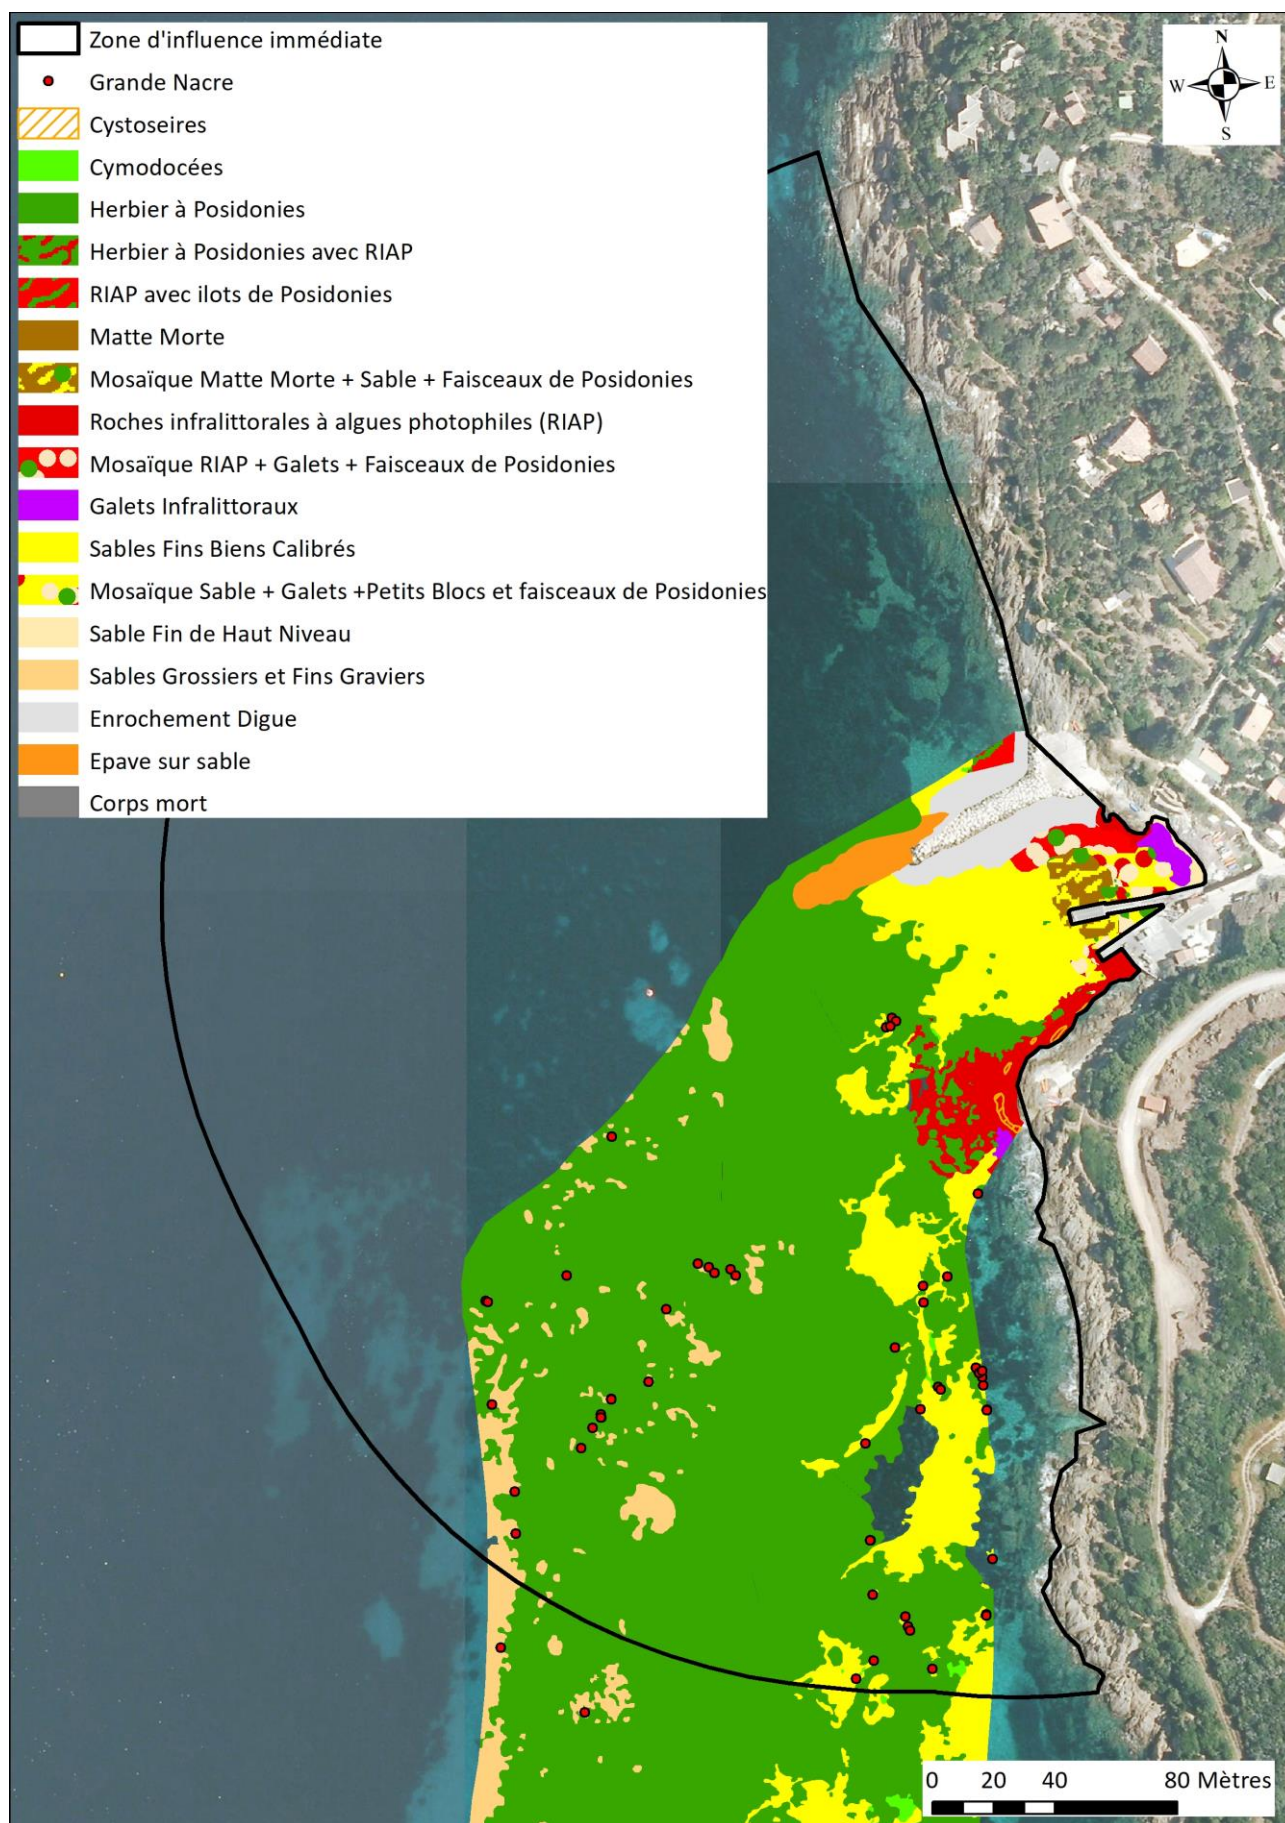 Zone d'influence immédiate
Grande Nacre
Cystoseires
Cymodocées
Herbier à Posidonies
Herbier à Posidonies avec RIAP
RIAP avec ilots de Posidonies
Matte Morte
Mosaïque Matte Morte + Sable + Faisceaux de Posidonies
Roches infralittorales à algues photophiles (RIAP)
Mosaïque RIAP + Galets + Faisceaux de Posidonies
Galets Infralittoraux
Sables Fins Biens Calibrés
Mosaïque Sable + Galets +Petits Blocs et faisceaux de Posidonies
Sable Fin de Haut Niveau
Sables Grossiers et Fins Graviers
Enrochement Digue
Epave sur sable
Corps mort
N
W E
S
0 20 40 80 Mètres